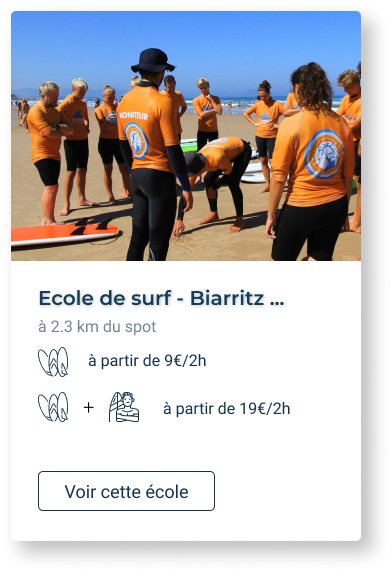 MONITEUR
Ecole de surf - Biarritz ...
à 2.3 km du spot
à partir de 9€/2h
+
à partir de 19€/2h
Voir cette école